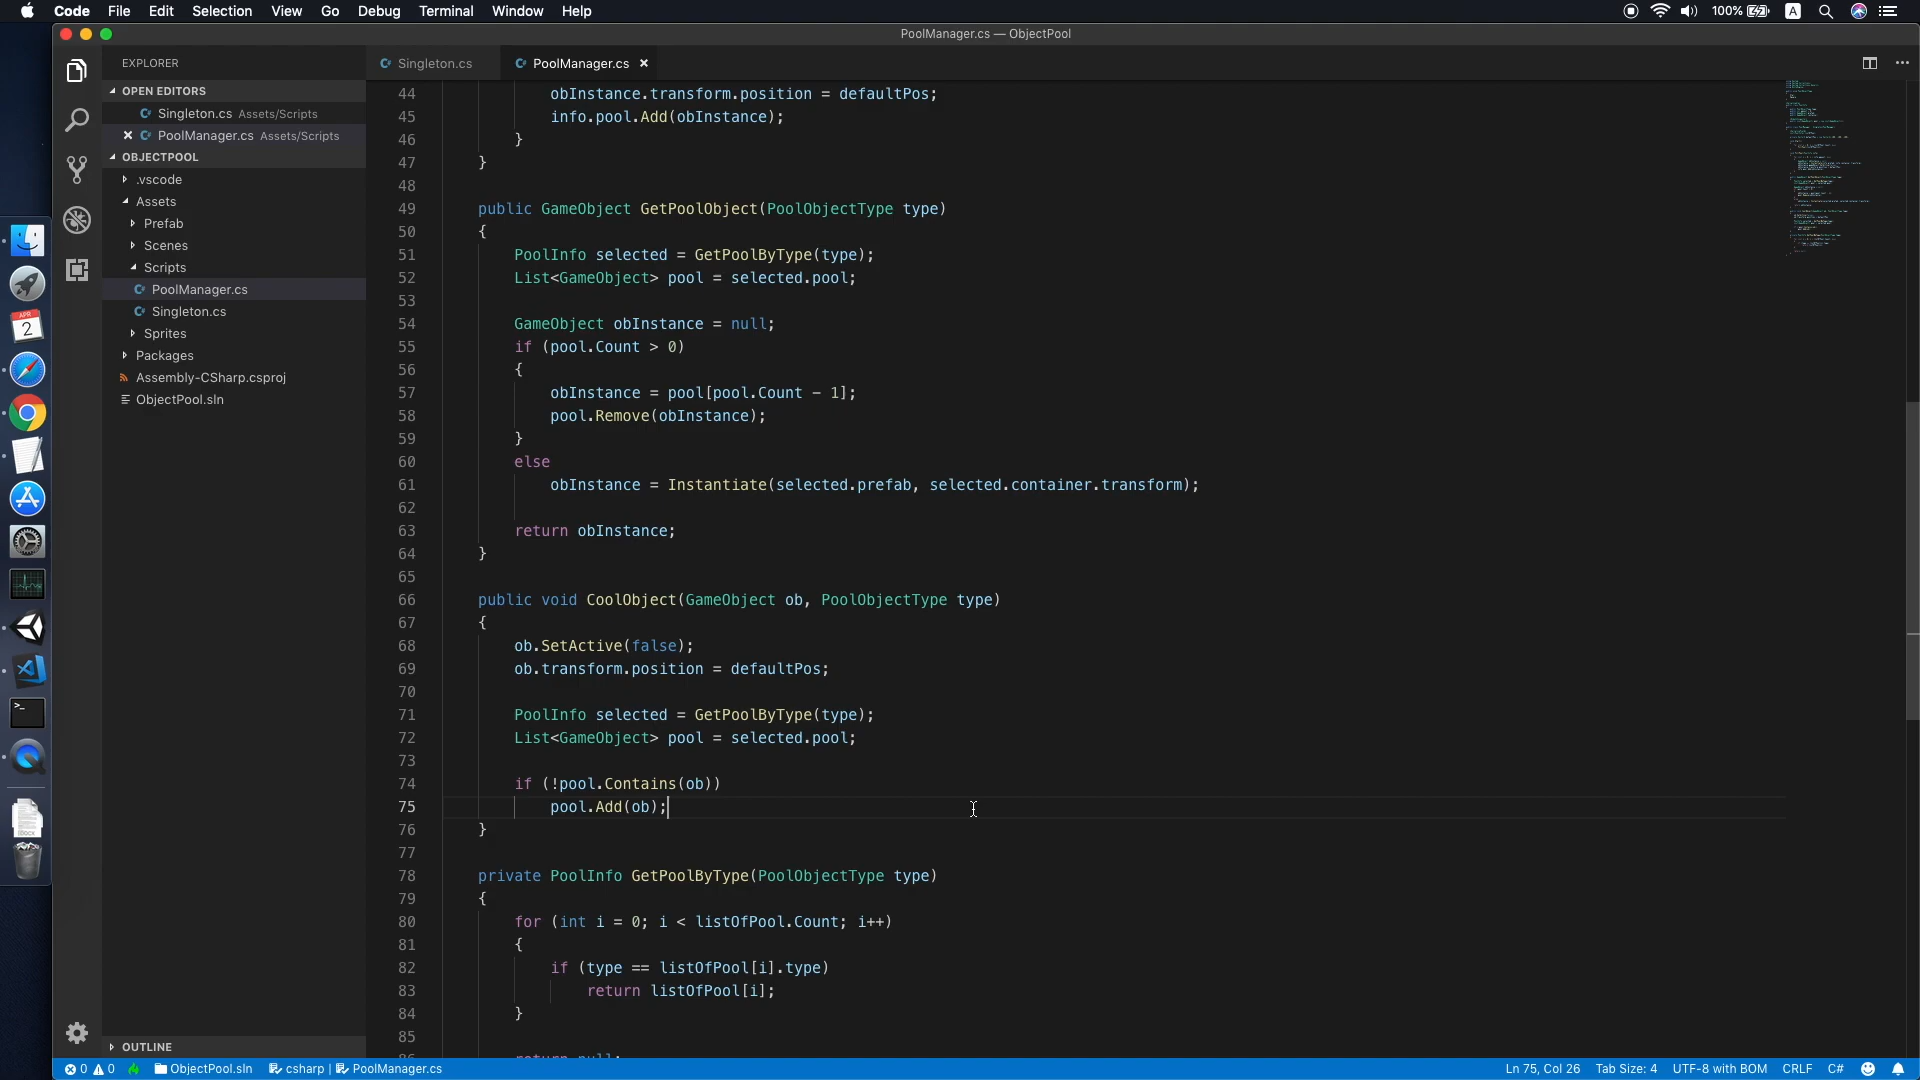 Code File Edit Selection View Go Debug Terminal Window Help 100% A
PoolManager.cs — ObjectPool
EXPLORER
Singleton.cs
PoolManager.cs
OPEN EDITORS
Singleton.cs Assets/Scripts
PoolManager.cs Assets/Scripts
OBJECTPOOL
.vscode
Assets
Prefab
Scenes
Scripts
PoolManager.cs
Singleton.cs
Sprites
Packages
Assembly-CSharp.csproj
ObjectPool.sln
OUTLINE
APR
2
44 obInstance.transform.position = defaultPos;
45 info.pool.Add(obInstance);
46 }
47 }
48
49 public GameObject GetPoolObject(PoolObjectType type)
50 {
51 PoolInfo selected = GetPoolByType(type);
52 List<GameObject> pool = selected.pool;
53
54 GameObject obInstance = null;
55 if (pool.Count > 0)
56 {
57 obInstance = pool[pool.Count - 1];
58 pool.Remove(obInstance);
59 }
60 else
61 obInstance = Instantiate(selected.prefab, selected.container.transform);
62
63 return obInstance;
64 }
65
66 public void CoolObject(GameObject ob, PoolObjectType type)
67 {
68 ob.SetActive(false);
69 ob.transform.position = defaultPos;
70
71 PoolInfo selected = GetPoolByType(type);
72 List<GameObject> pool = selected.pool;
73
74 if (!pool.Contains(ob))
75 pool.Add(ob);
76 }
77
78 private PoolInfo GetPoolByType(PoolObjectType type)
79 {
80 for (int i = 0; i < listOfPool.Count; i++)
81 {
82 if (type == listOfPool[i].type)
83 return listOfPool[i];
84 }
85
86 return null;
0 0 ObjectPool.sln csharp | PoolManager.cs Ln 75, Col 26 Tab Size: 4 UTF-8 with BOM CRLF C#